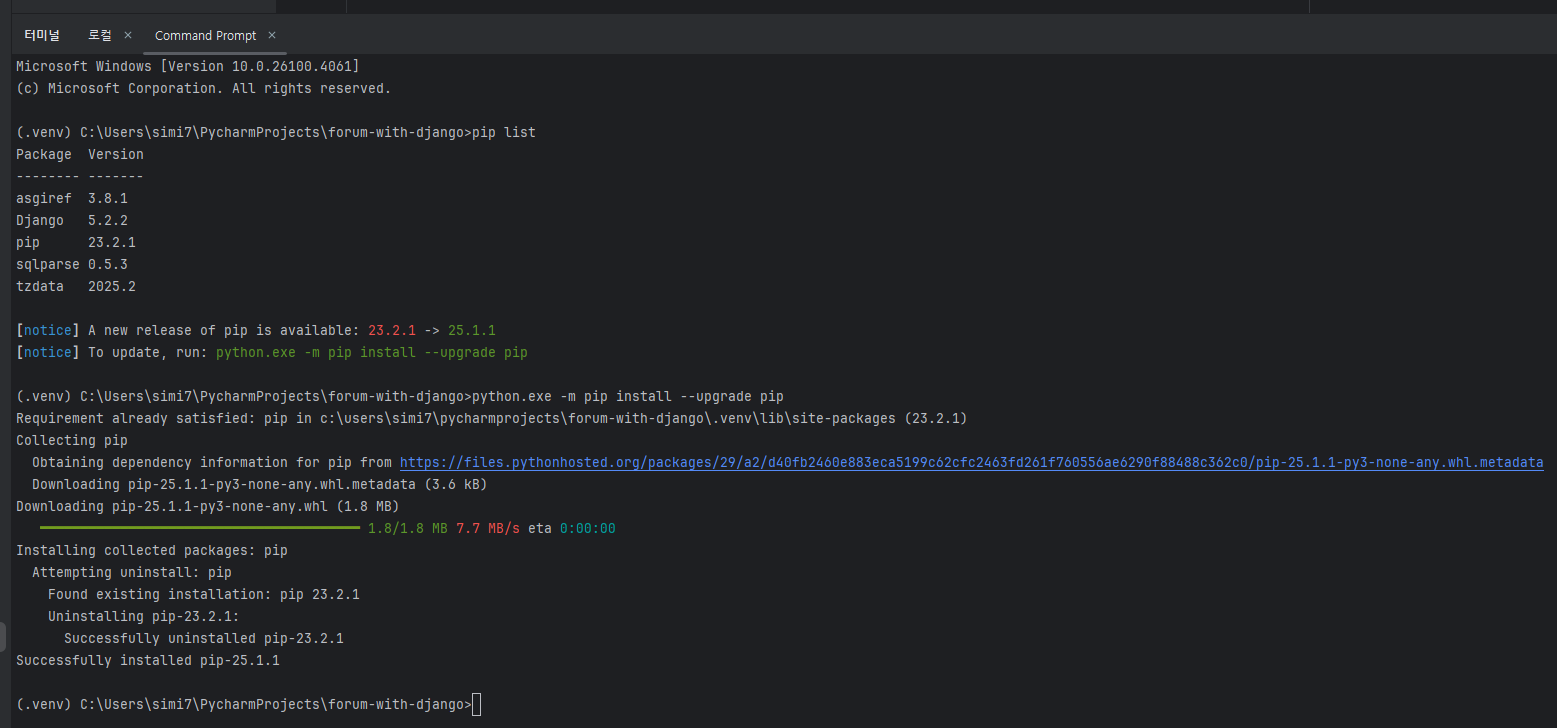 터미널 로컬 × Command Prompt ×
Microsoft Windows [Version 10.0.26100.4061]
(c) Microsoft Corporation. All rights reserved.
(.venv) C:\Users\simi7\PycharmProjects\forum-with-django>pip list
Package  Version
-------- -------
asgiref  3.8.1
Django   5.2.2
pip      23.2.1
sqlparse 0.5.3
tzdata   2025.2
[notice] A new release of pip is available: 23.2.1 -> 25.1.1
[notice] To update, run: python.exe -m pip install --upgrade pip
(.venv) C:\Users\simi7\PycharmProjects\forum-with-django>python.exe -m pip install --upgrade pip
Requirement already satisfied: pip in c:\users\simi7\pycharmprojects\forum-with-django\.venv\lib\site-packages (23.2.1)
Collecting pip
  Obtaining dependency information for pip from https://files.pythonhosted.org/packages/29/a2/d40fb2460e883eca5199c62cfc2463fd261f760556ae6290f88488c362c0/pip-25.1.1-py3-none-any.whl.metadata
  Downloading pip-25.1.1-py3-none-any.whl.metadata (3.6 kB)
Downloading pip-25.1.1-py3-none-any.whl (1.8 MB)
1.8/1.8 MB 7.7 MB/s eta 0:00:00
Installing collected packages: pip
  Attempting uninstall: pip
    Found existing installation: pip 23.2.1
    Uninstalling pip-23.2.1:
      Successfully uninstalled pip-23.2.1
Successfully installed pip-25.1.1
(.venv) C:\Users\simi7\PycharmProjects\forum-with-django>